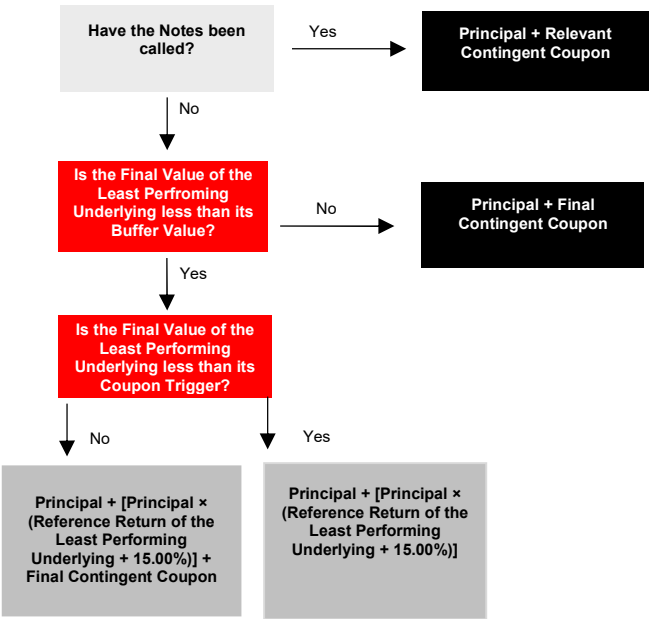 Have the Notes been
called?
Yes
Principal + Relevant
Contingent Coupon
No
Is the Final Value of the
Least Perfroming
Underlying less than its
Buffer Value?
No
Principal + Final
Contingent Coupon
Yes
Is the Final Value of the
Least Performing
Underlying less than its
Coupon Trigger?
No
Yes
Principal + [Principal ×
(Reference Return of the
Least Performing
Underlying + 15.00%)] +
Final Contingent Coupon
Principal + [Principal ×
(Reference Return of the
Least Performing
Underlying + 15.00%)]